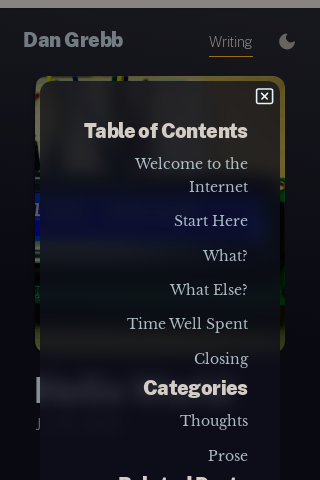 Dan Grebb
Writing
Table of Contents
Welcome to the
Internet
Start Here
What?
What Else?
Time Well Spent
Closing
Categories
Thoughts
Prose